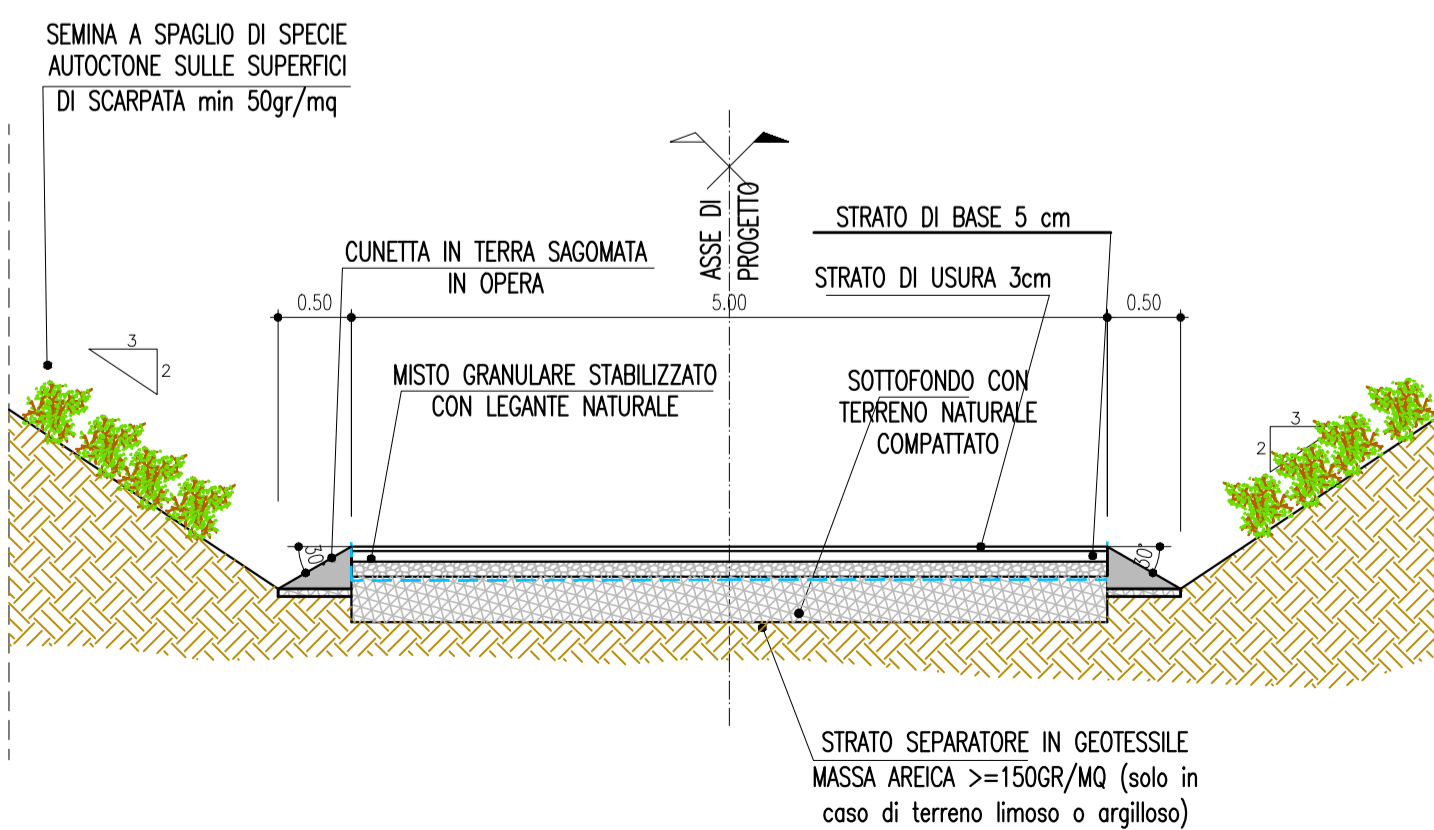 SEMINA A SPAGLIO DI SPECIE
AUTOCTONE SULLE SUPERFICI
DI SCARPATA min 50gr/mq
ASSE DI
PROGETTO
STRATO DI BASE 5 cm
CUNETTA IN TERRA SAGOMATA
IN OPERA
STRATO DI USURA 3cm
0.50
5.00
0.50
3
2
MISTO GRANULARE STABILIZZATO
CON LEGANTE NATURALE
SOTTOFONDO CON
TERRENO NATURALE
COMPATTATO
3
2
30°
30°
STRATO SEPARATORE IN GEOTESSILE
MASSA AREICA >=150GR/MQ (solo in
caso di terreno limoso o argilloso)